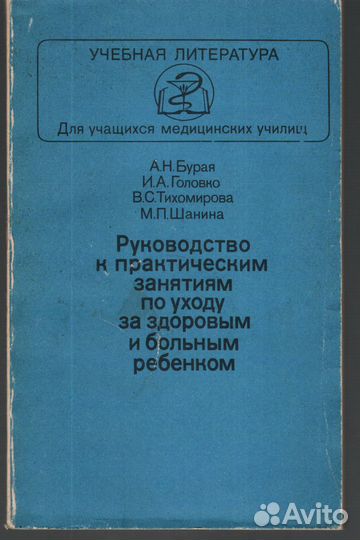 УЧЕБНАЯ ЛИТЕРАТУРА
Для учащихся медицинских училищ
А.Н.Бурая
И.А.Головко
В.С.Тихомирова
М.П.Шанина
Руководство
к практическим
занятиям
по уходу
за здоровым
и больным
ребенком
Avito